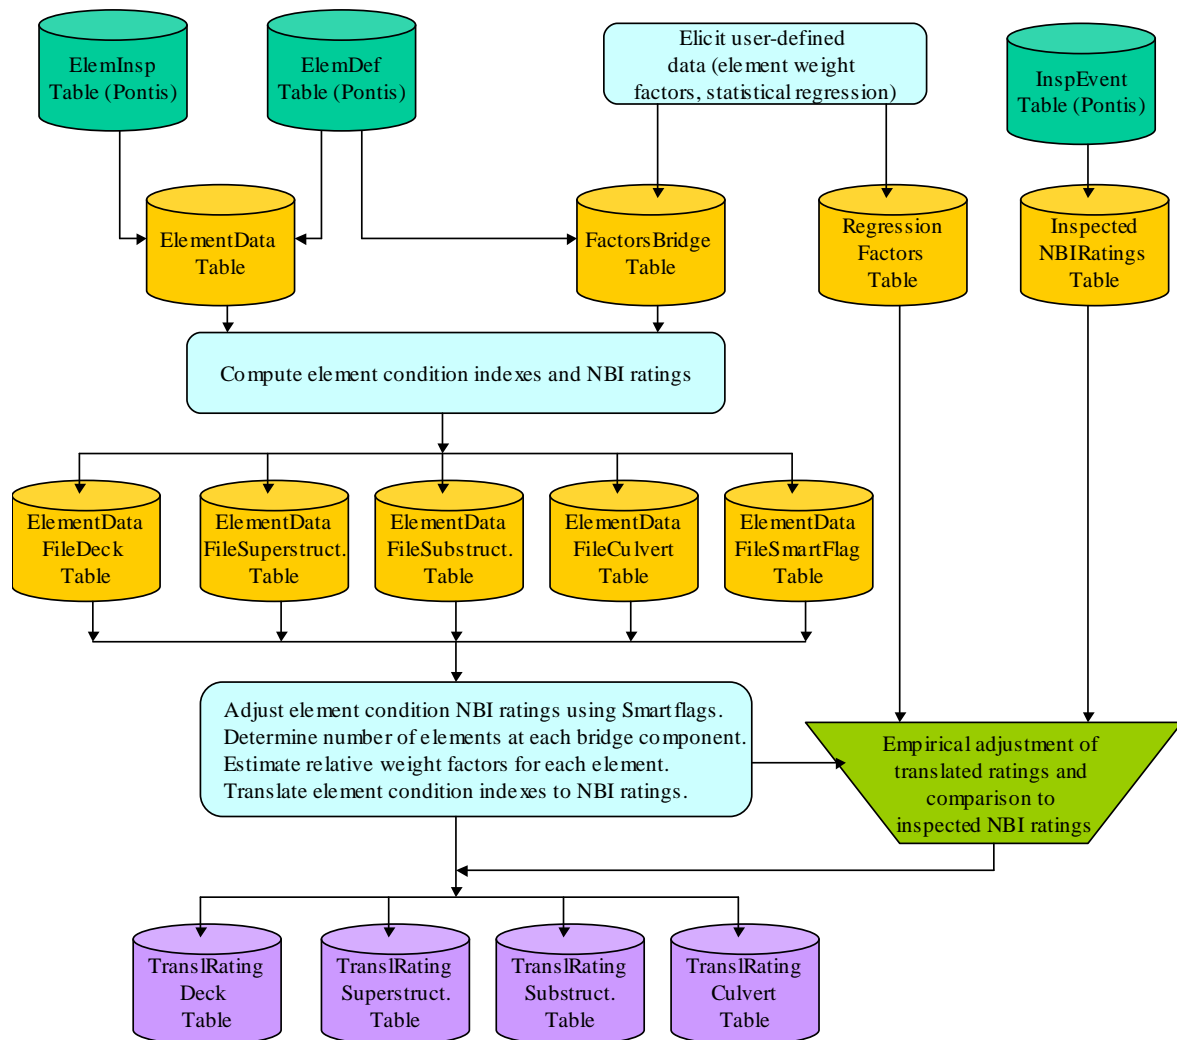 ElemInsp
Table (Pontis)
ElemDef
Table (Pontis)
Elicit user-defined
data (element weight
factors, statistical regression)
InspEvent
Table (Pontis)
ElementData
Table
FactorsBridge
Table
Regression
Factors
Table
Inspected
NBIRatings
Table
Compute element condition indexes and NBI ratings
ElementData
FileDeck
Table
ElementData
FileSuperstruct.
Table
ElementData
FileSubstruct.
Table
ElementData
FileCulvert
Table
ElementData
FileSmartFlag
Table
Adjust element condition NBI ratings using Smartflags.
Determine number of elements at each bridge component.
Estimate relative weight factors for each element.
Translate element condition indexes to NBI ratings.
Empirical adjustment of
translated ratings and
comparison to
inspected NBI ratings
TranslRating
Deck
Table
TranslRating
Superstruct.
Table
TranslRating
Substruct.
Table
TranslRating
Culvert
Table